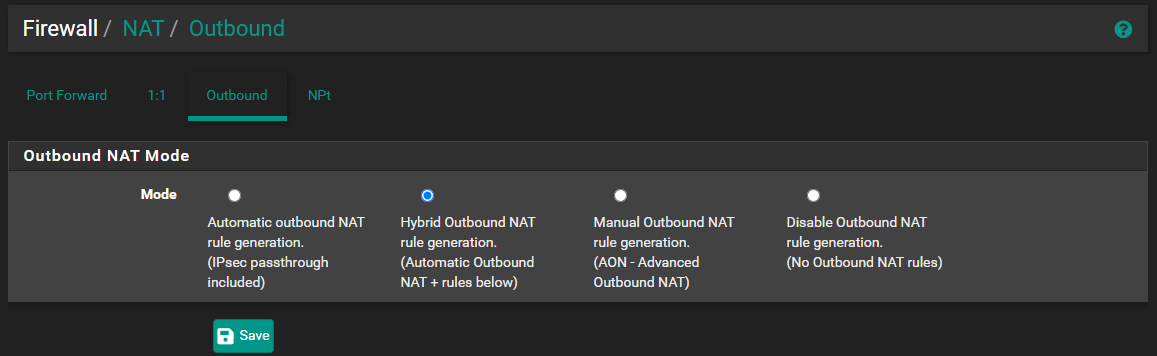 Firewall / NAT / Outbound
Port Forward 1:1 Outbound NPt
Outbound NAT Mode
Mode
Automatic outbound NAT
rule generation.
(IPsec passthrough
included)
Hybrid Outbound NAT
rule generation.
(Automatic Outbound
NAT + rules below)
Manual Outbound NAT
rule generation.
(AON - Advanced
Outbound NAT)
Disable Outbound NAT
rule generation.
(No Outbound NAT rules)
Save